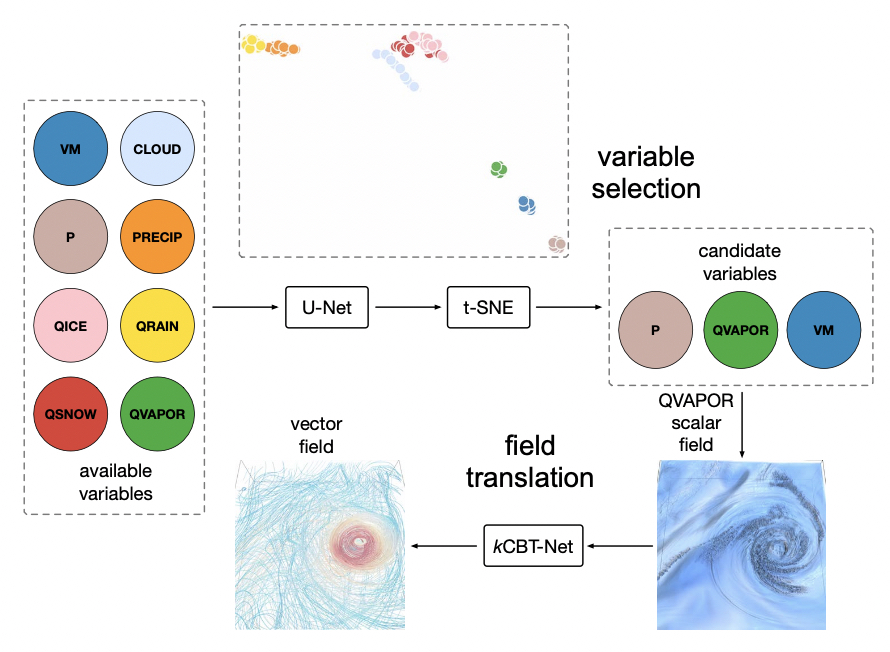 VM
CLOUD
P
PRECIP
QICE
QRAIN
QSNOW
QVAPOR
available
variables
U-Net
t-SNE
variable
selection
candidate
variables
P
QVAPOR
VM
QVAPOR
scalar
field
field
translation
kCBT-Net
vector
field